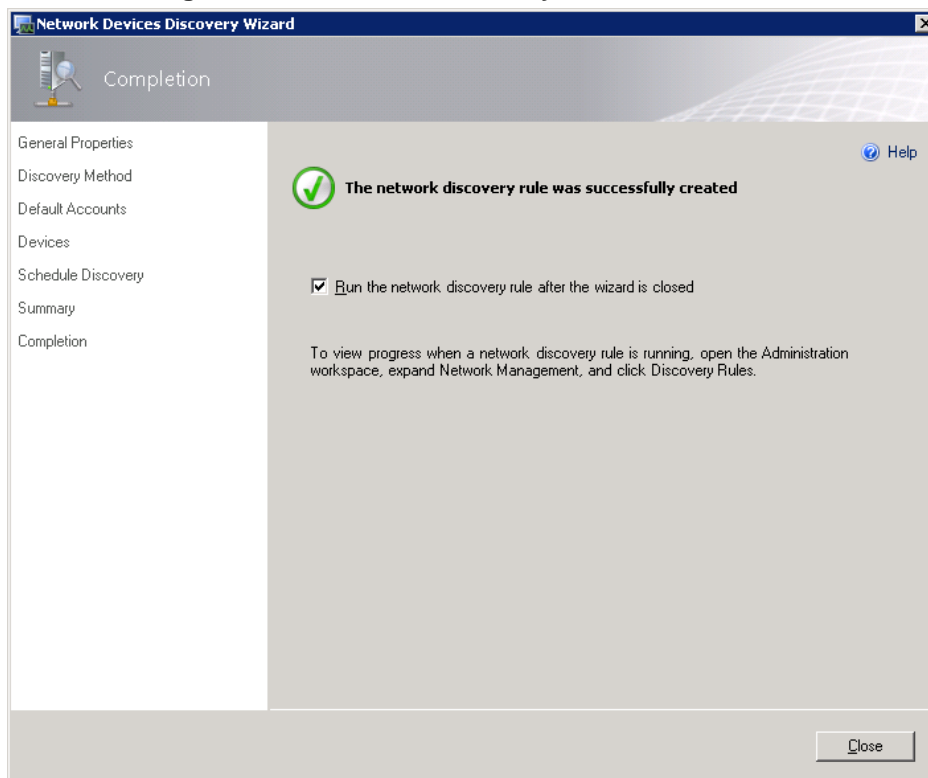 Network Devices Discovery Wizard
Completion
General Properties
Discovery Method
Default Accounts
Devices
Schedule Discovery
Summary
Completion
Help
The network discovery rule was successfully created
Run the network discovery rule after the wizard is closed
To view progress when a network discovery rule is running, open the Administration
workspace, expand Network Management, and click Discovery Rules.
Close